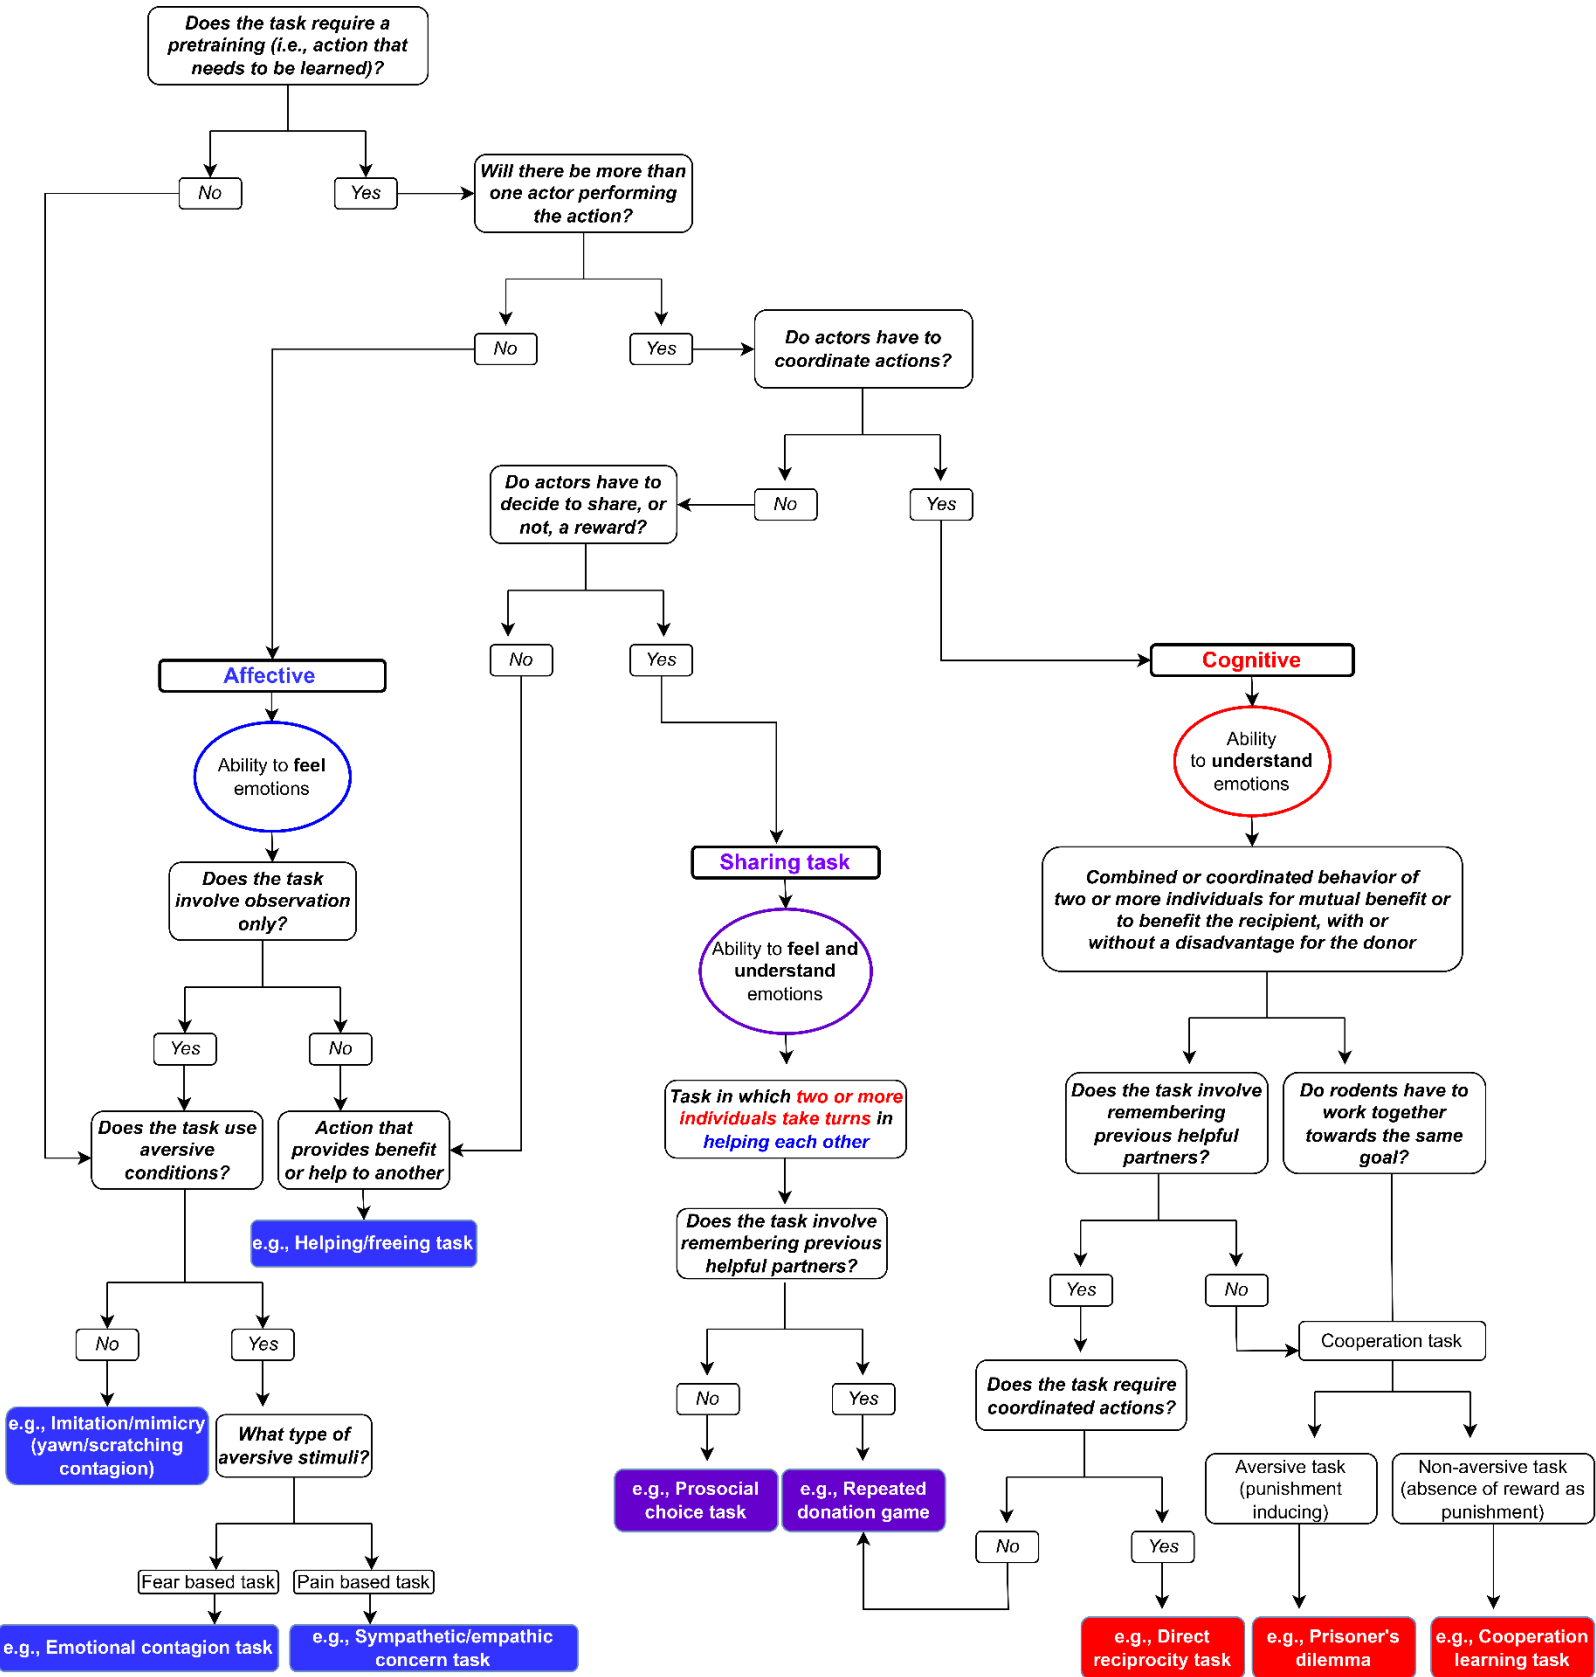 Does the task require a
pretraining (i.e., action that
needs to be learned)?
No
Yes
Will there be more than
one actor performing
the action?
No
Yes
Do actors have to
coordinate actions?
Do actors have to
decide to share, or
not, a reward?
No
Yes
No
Yes
Affective
Cognitive
Ability to feel
emotions
Ability
to understand
emotions
Does the task
involve observation
only?
Sharing task
Ability to feel and
understand
emotions
Combined or coordinated behavior of
two or more individuals for mutual benefit or
to benefit the recipient, with or
without a disadvantage for the donor
Yes
No
Does the task use
aversive
conditions?
Action that
provides benefit
or help to another
e.g., Helping/freeing task
Task in which two or more
individuals take turns in
helping each other
Does the task involve
remembering
previous helpful
partners?
Do rodents have to
work together
towards the same
goal?
Does the task involve
remembering previous
helpful partners?
Yes
No
No
Yes
Cooperation task
No
Yes
Does the task require
coordinated actions?
e.g., Imitation/mimicry
(yawn/scratching
contagion)
What type of
aversive stimuli?
e.g., Prosocial
choice task
e.g., Repeated
donation game
Aversive task
(punishment
inducing)
Non-aversive task
(absence of reward as
punishment)
No
Yes
Fear based task
Pain based task
e.g., Emotional contagion task
e.g., Sympathetic/empathic
concern task
e.g., Direct
reciprocity task
e.g., Prisoner's
dilemma
e.g., Cooperation
learning task